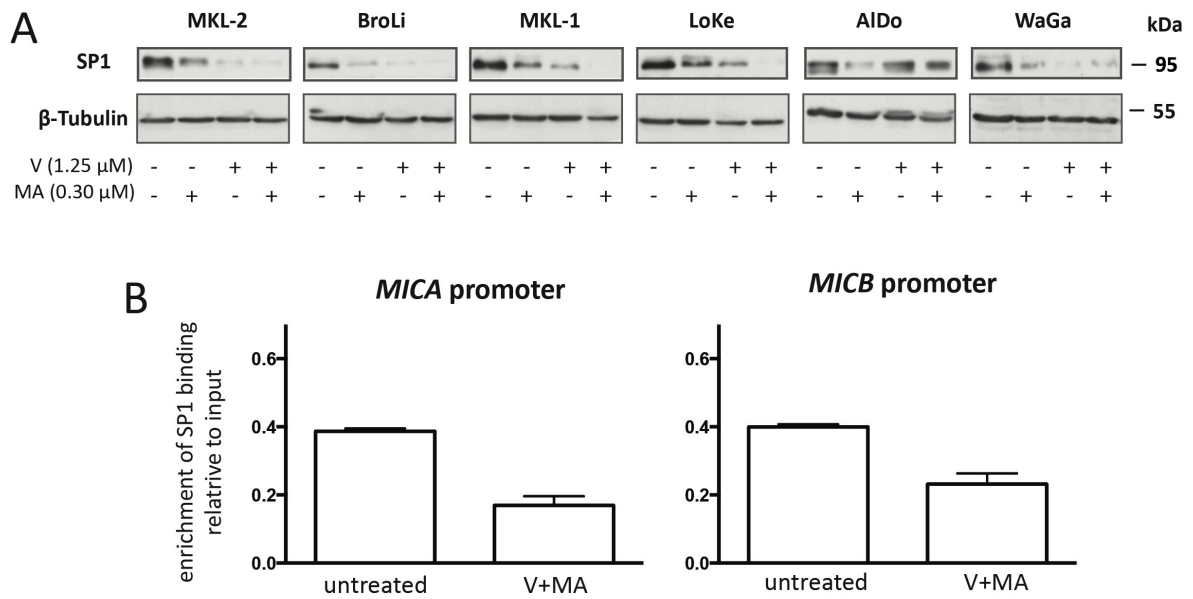 A
MKL-2 BroLi MKL-1 LoKe AlDo WaGa kDa
SP1 – 95
β-Tubulin – 55
V (1.25 µM) - - + + - - + + - - + + - - + + - - + + - - + +
MA (0.30 µM) - + - + - + - + - + - + - + - + - + - + - + - +
B
MICA promoter MICB promoter
enrichment of SP1 binding
relatrive to input
0.6 0.6
0.4 0.4
0.2 0.2
0.0 0.0
untreated V+MA untreated V+MA